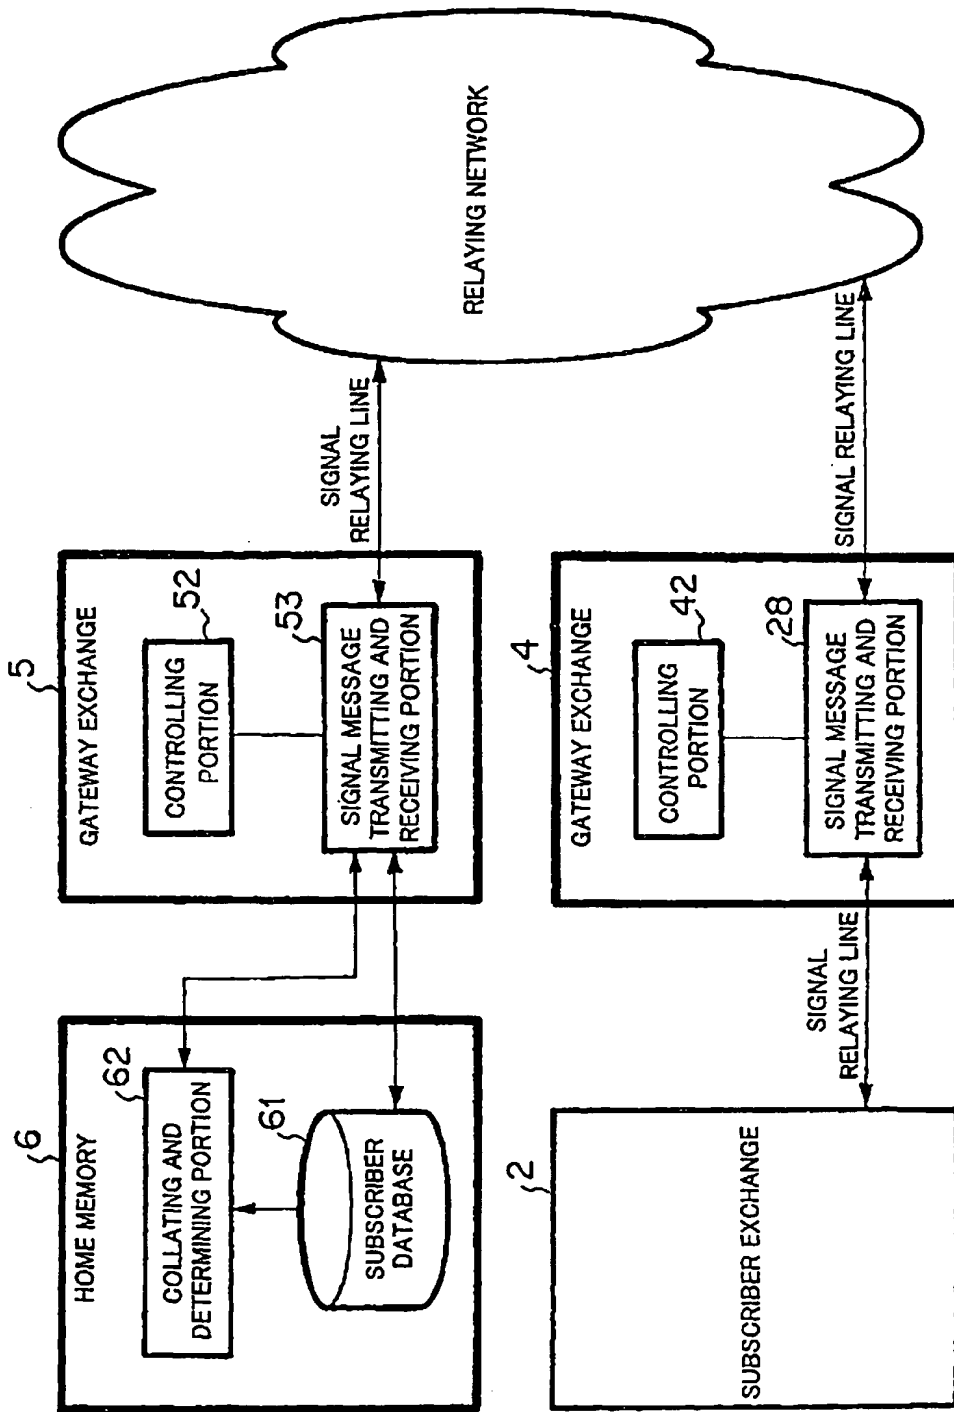 6
HOME MEMORY
62
COLLATING AND
DETERMINING PORTION
61
SUBSCRIBER
DATABASE
5
GATEWAY EXCHANGE
52
CONTROLLING
PORTION
53
SIGNAL MESSAGE
TRANSMITTING AND
RECEIVING PORTION
SIGNAL
RELAYING LINE
RELAYING NETWORK
2
SUBSCRIBER EXCHANGE
SIGNAL
RELAYING LINE
4
GATEWAY EXCHANGE
42
CONTROLLING
PORTION
28
SIGNAL MESSAGE
TRANSMITTING AND
RECEIVING PORTION
SIGNAL RELAYING LINE